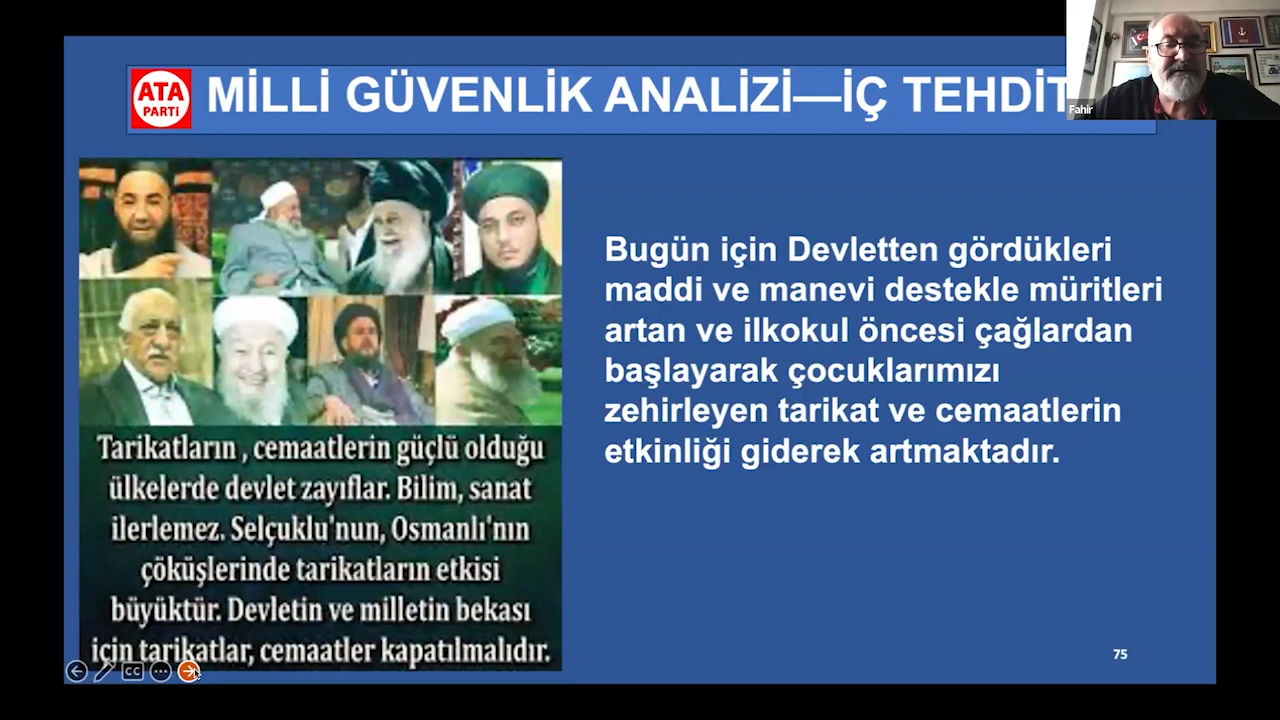 ATA
PARTİ
MİLLİ GÜVENLİK ANALİZİ—İÇ TEHDİT
Fahir
Bugün için Devletten gördükleri
maddi ve manevi destekle müritleri
artan ve ilkokul öncesi çağlardan
başlayarak çocuklarımızı
zehirleyen tarikat ve cemaatlerin
etkinliği giderek artmaktadır.
Tarikatların , cemaatlerin güçlü olduğu
ülkelerde devlet zayıflar. Bilim, sanat
ilerlemez. Selçuklu'nun, Osmanlı'nın
çöküşlerinde tarikatların etkisi
büyüktür. Devletin ve milletin bekası
için tarikatlar, cemaatler kapatılmalıdır.
CC
75